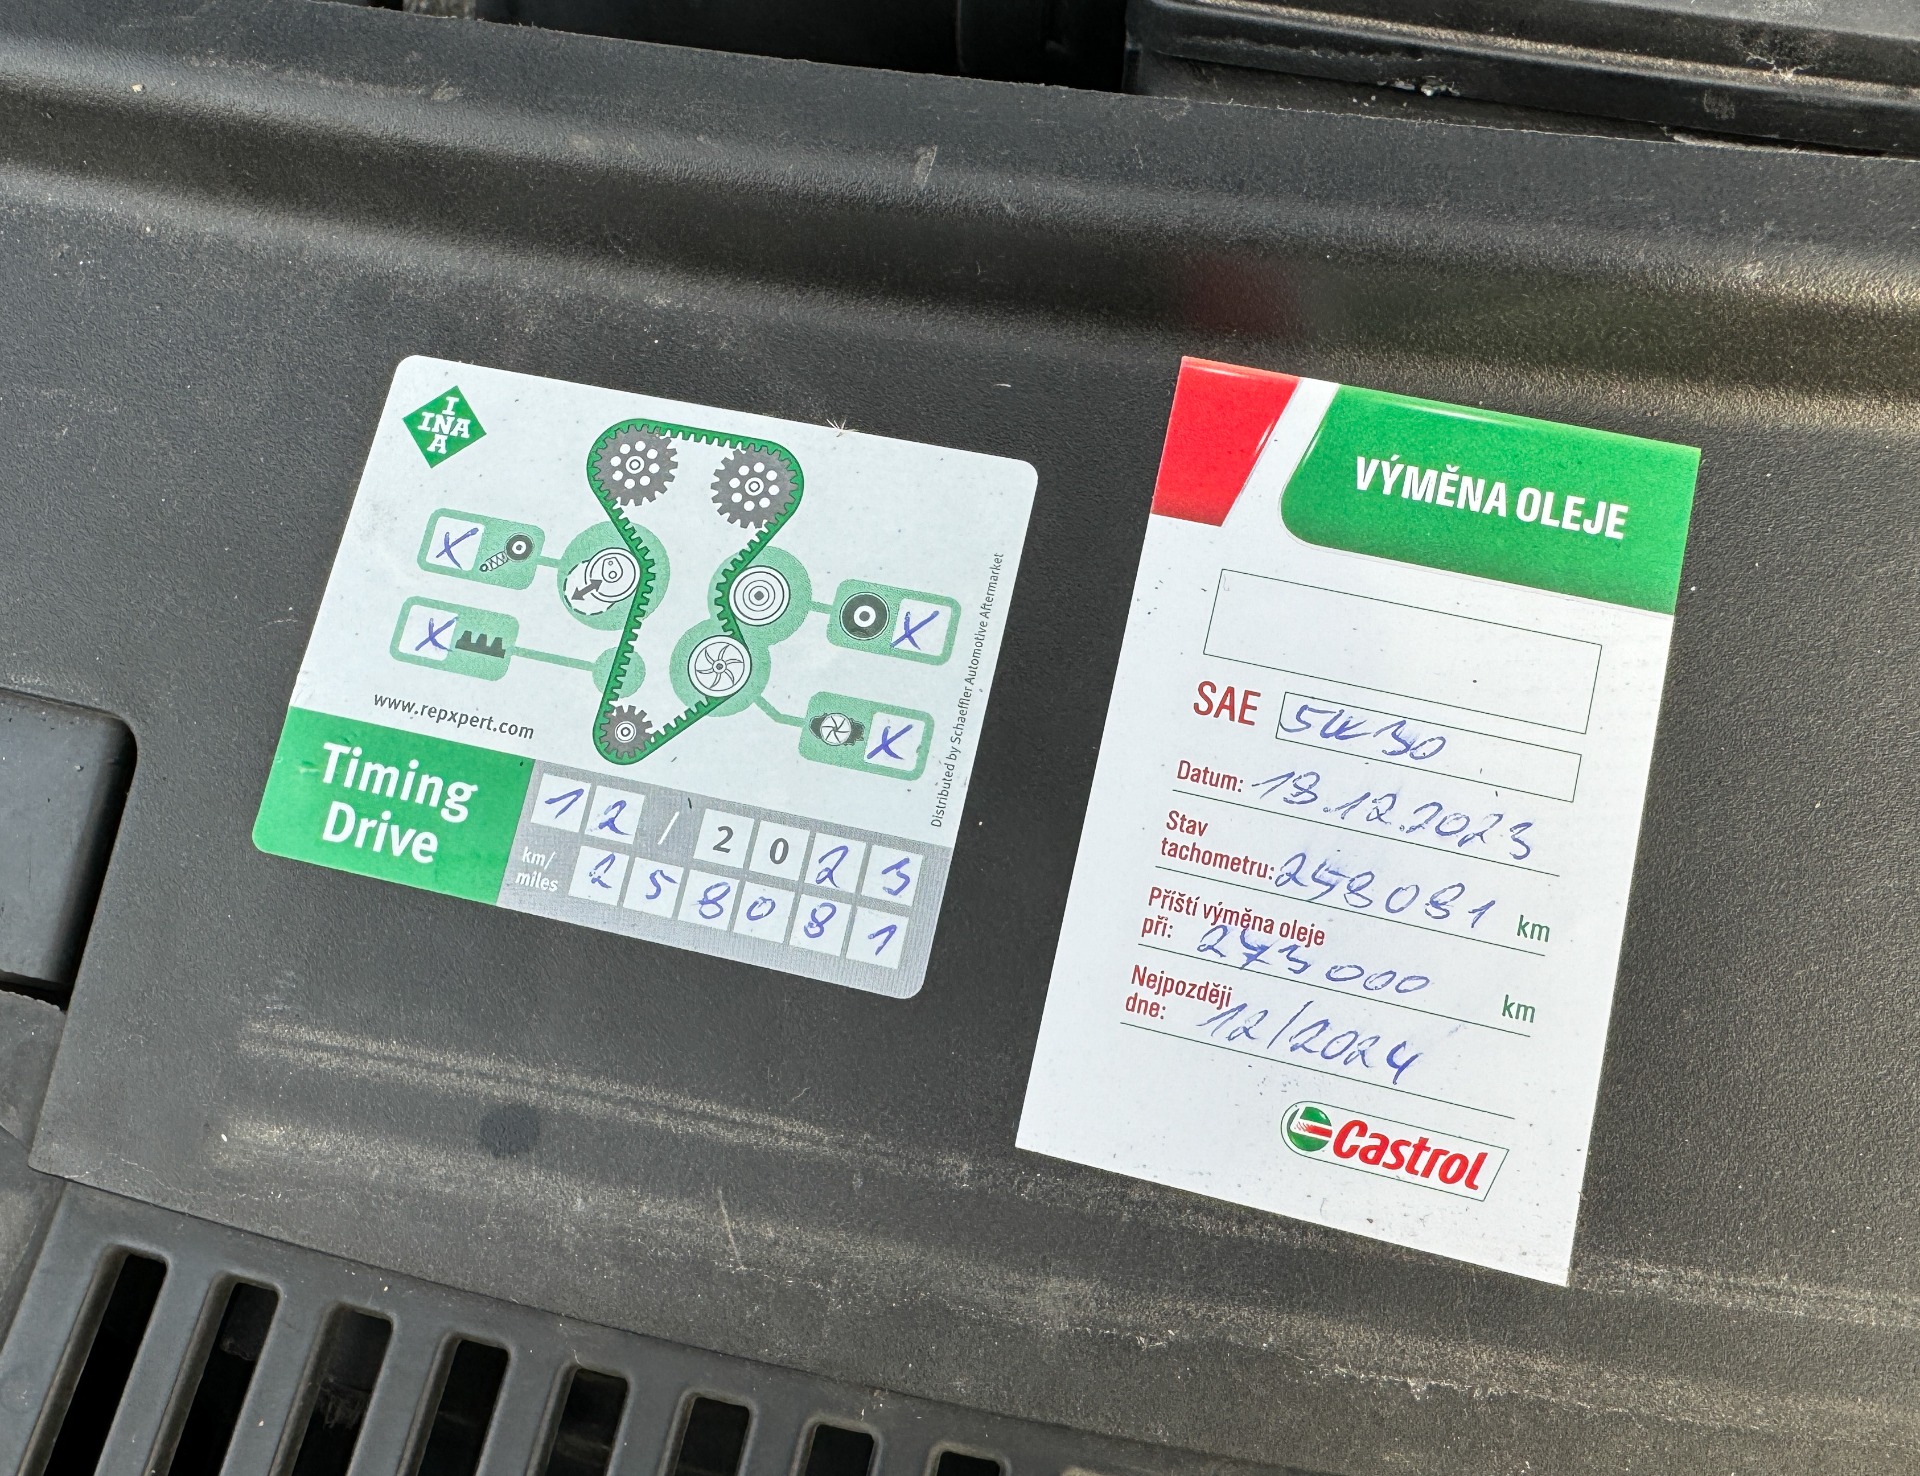 INA
INA
X
X
X
X
www.repxpert.com
Distributed by Schaeffler Automotive Aftermarket
Timing
Drive
12 / 2023
km/
miles
258081
VÝMĚNA OLEJE
SAE 5W30
Datum: 18.12.2023
Stav
tachometru: 258081 km
Příští výměna oleje
při: 273000 km
Nejpozději
dne: 12/2024
Castrol